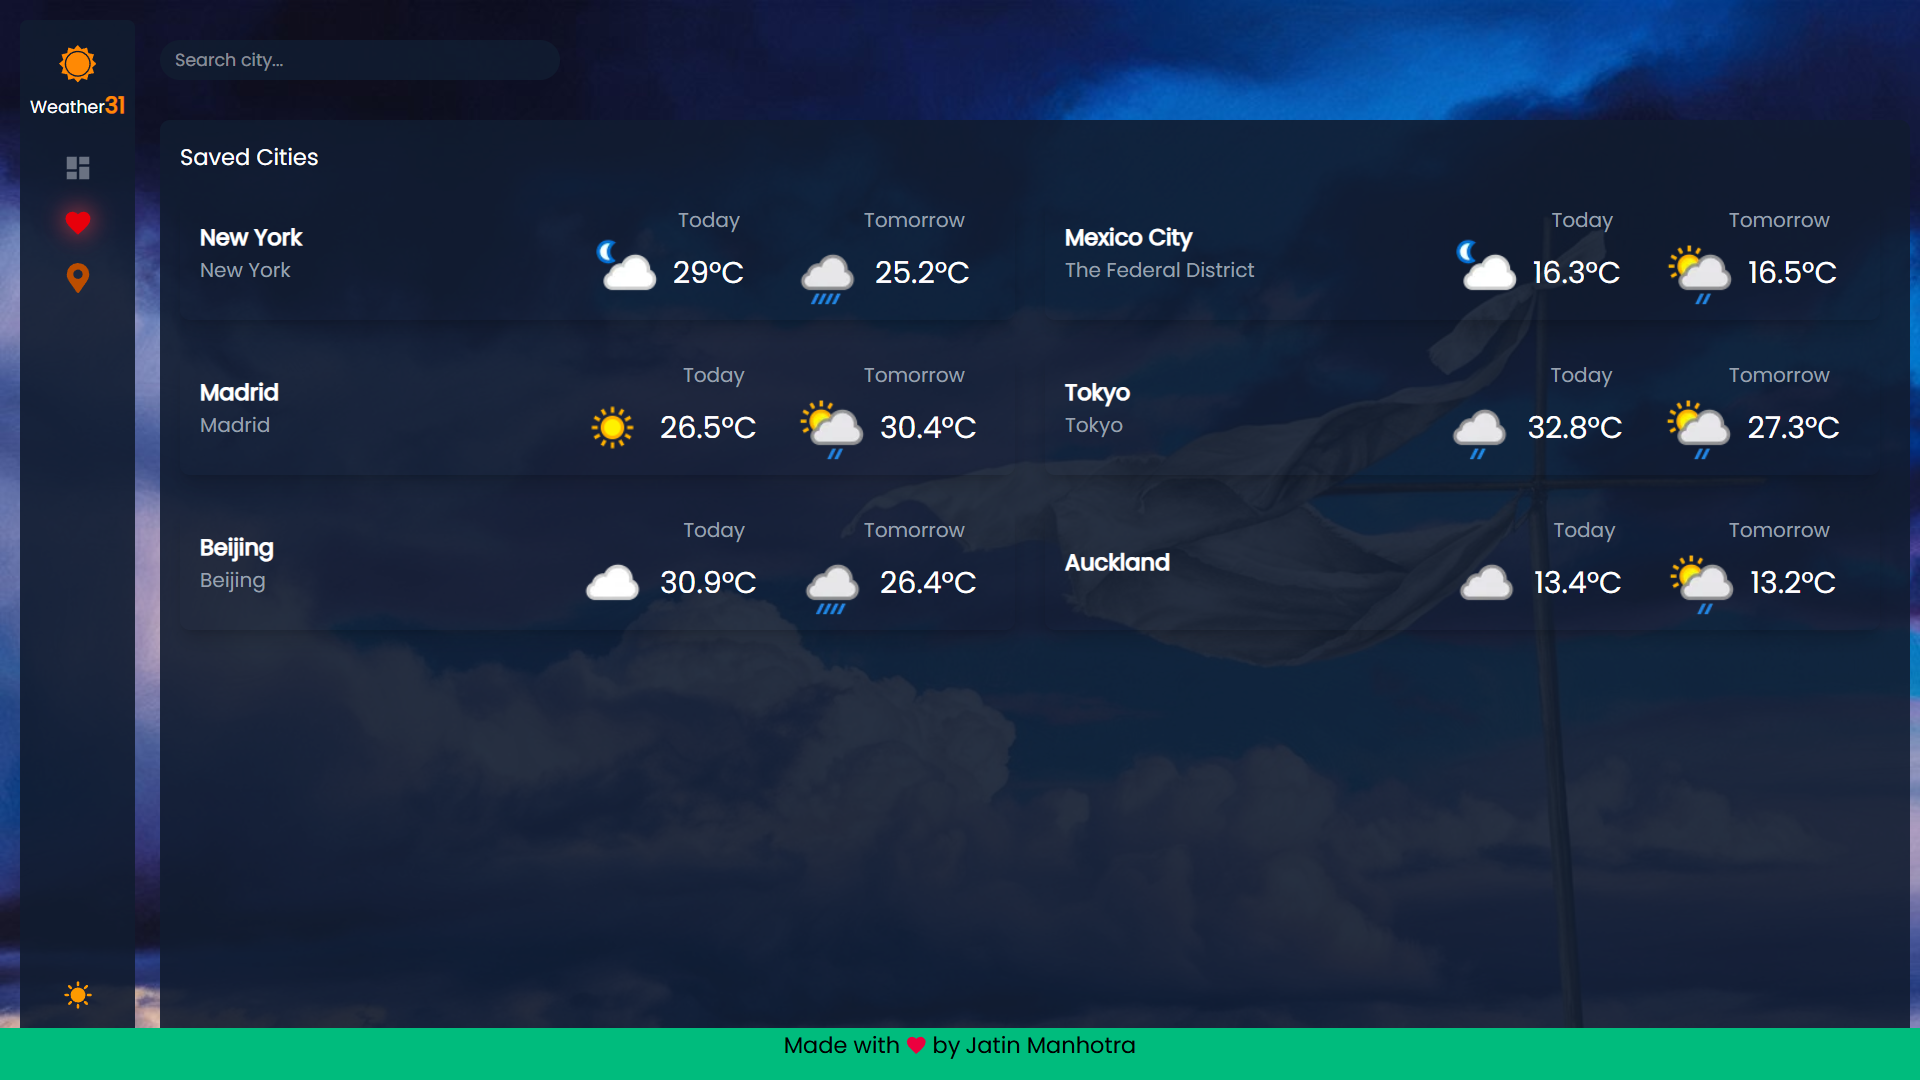 Weather31
Search city...
Saved Cities
New York
New York
Today
29°C
Tomorrow
25.2°C
Mexico City
The Federal District
Today
16.3°C
Tomorrow
16.5°C
Madrid
Madrid
Today
26.5°C
Tomorrow
30.4°C
Tokyo
Tokyo
Today
32.8°C
Tomorrow
27.3°C
Beijing
Beijing
Today
30.9°C
Tomorrow
26.4°C
Auckland
Today
13.4°C
Tomorrow
13.2°C
Made with ❤ by Jatin Manhotra